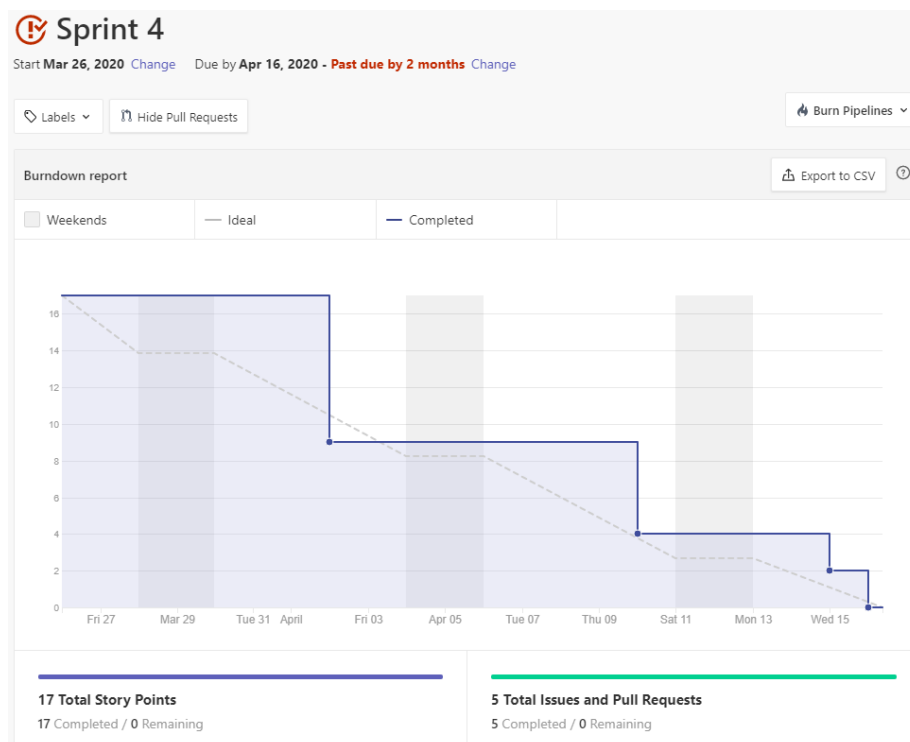 Sprint 4
Start Mar 26, 2020 Change Due by Apr 16, 2020 - Past due by 2 months Change
Labels Hide Pull Requests Burn Pipelines
Burndown report Export to CSV ?
Weekends Ideal Completed
16
14
12
10
8
6
4
2
0
Fri 27 Mar 29 Tue 31 April Fri 03 Apr 05 Tue 07 Thu 09 Sat 11 Mon 13 Wed 15
17 Total Story Points 5 Total Issues and Pull Requests
17 Completed / 0 Remaining 5 Completed / 0 Remaining